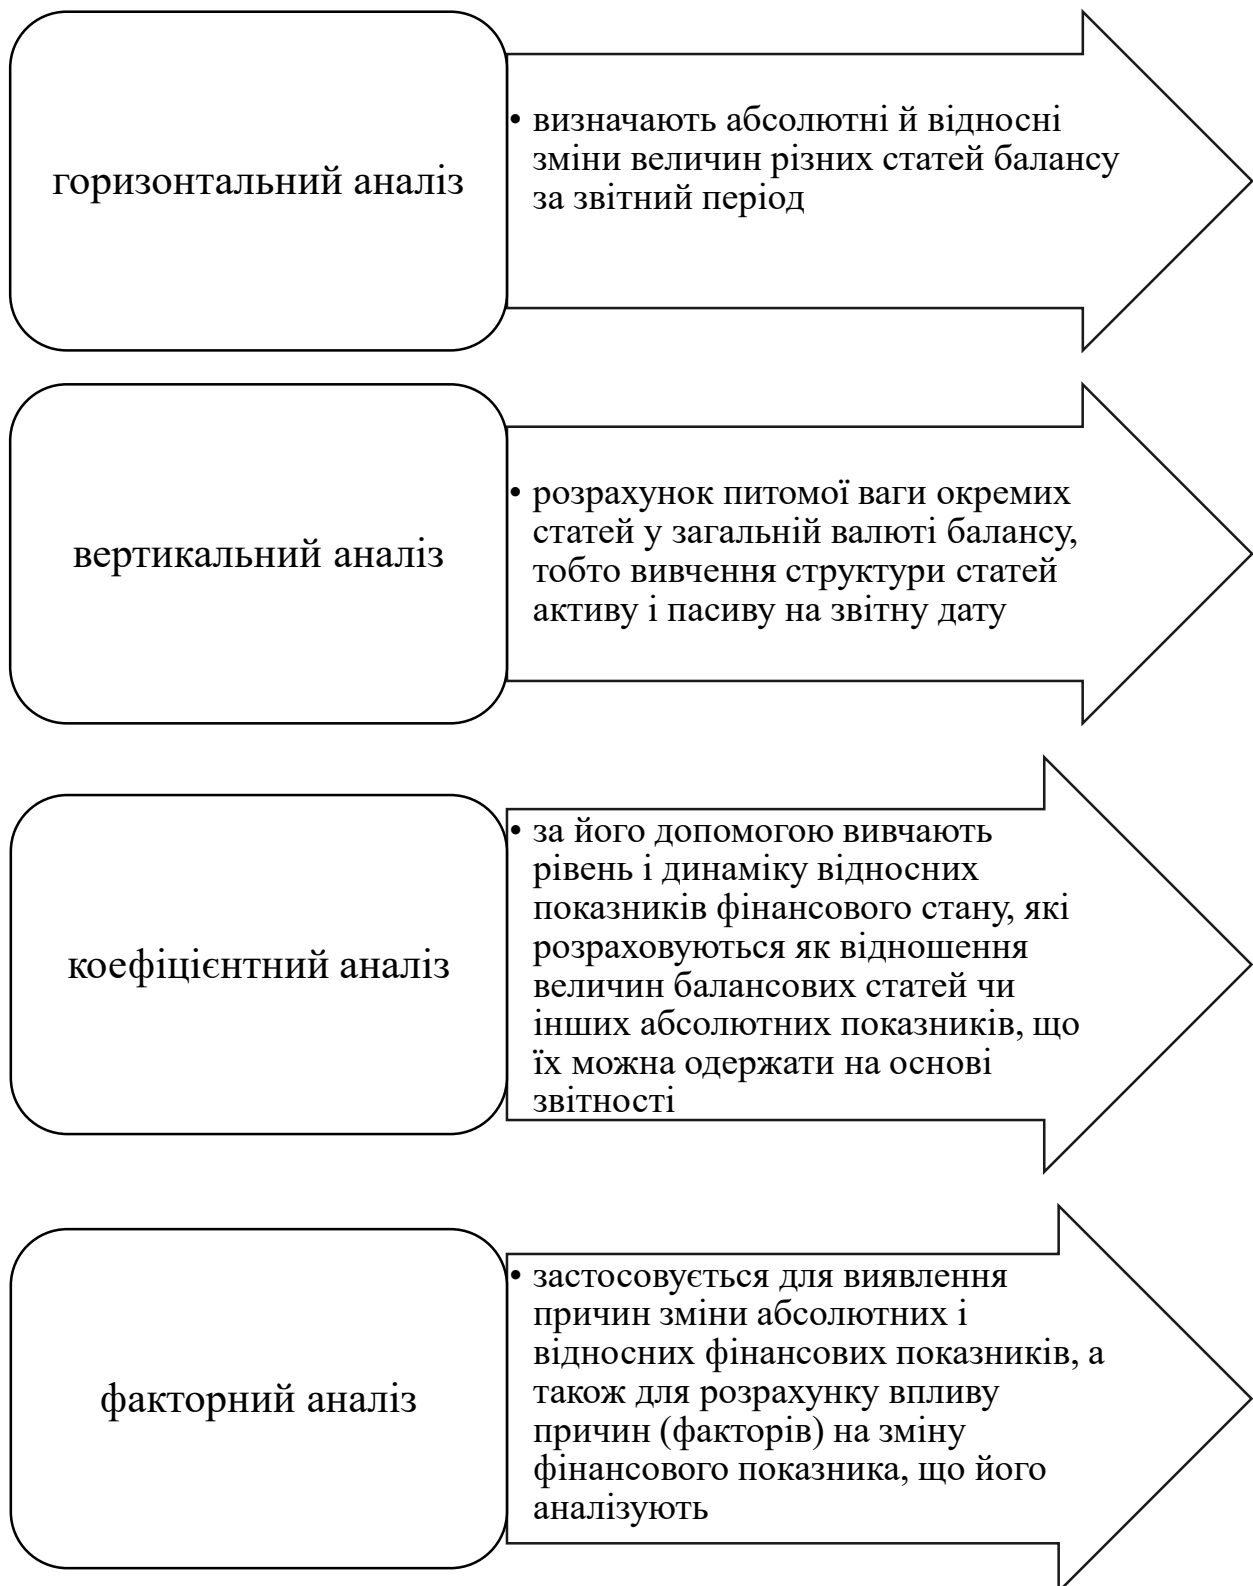 горизонтальний аналіз
• визначають абсолютні й відносні
зміни величин різних статей балансу
за звітний період
вертикальний аналіз
• розрахунок питомої ваги окремих
статей у загальній валюті балансу,
тобто вивчення структури статей
активу і пасиву на звітну дату
коефіцієнтний аналіз
• за його допомогою вивчають
рівень і динаміку відносних
показників фінансового стану, які
розраховуються як відношення
величин балансових статей чи
інших абсолютних показників, що
їх можна одержати на основі
звітності
факторний аналіз
• застосовується для виявлення
причин зміни абсолютних і
відносних фінансових показників, а
також для розрахунку впливу
причин (факторів) на зміну
фінансового показника, що його
аналізують